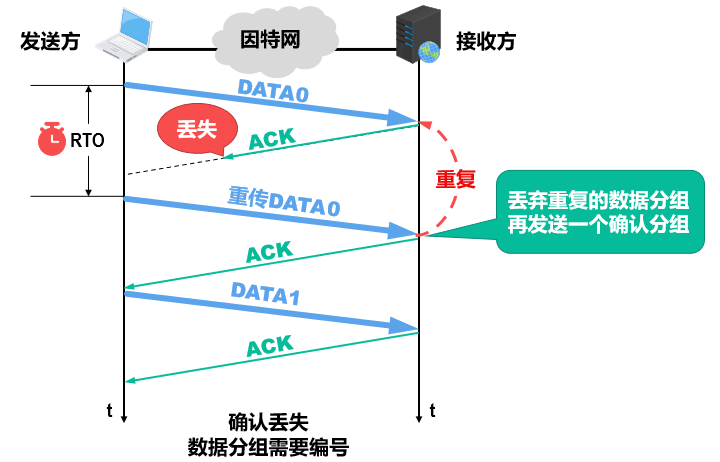 发送方
因特网
接收方
DATA0
丢失
ACK
RTO
重复
重传DATA0
丢弃重复的数据分组
再发送一个确认分组
ACK
DATA1
ACK
t
t
确认丢失
数据分组需要编号